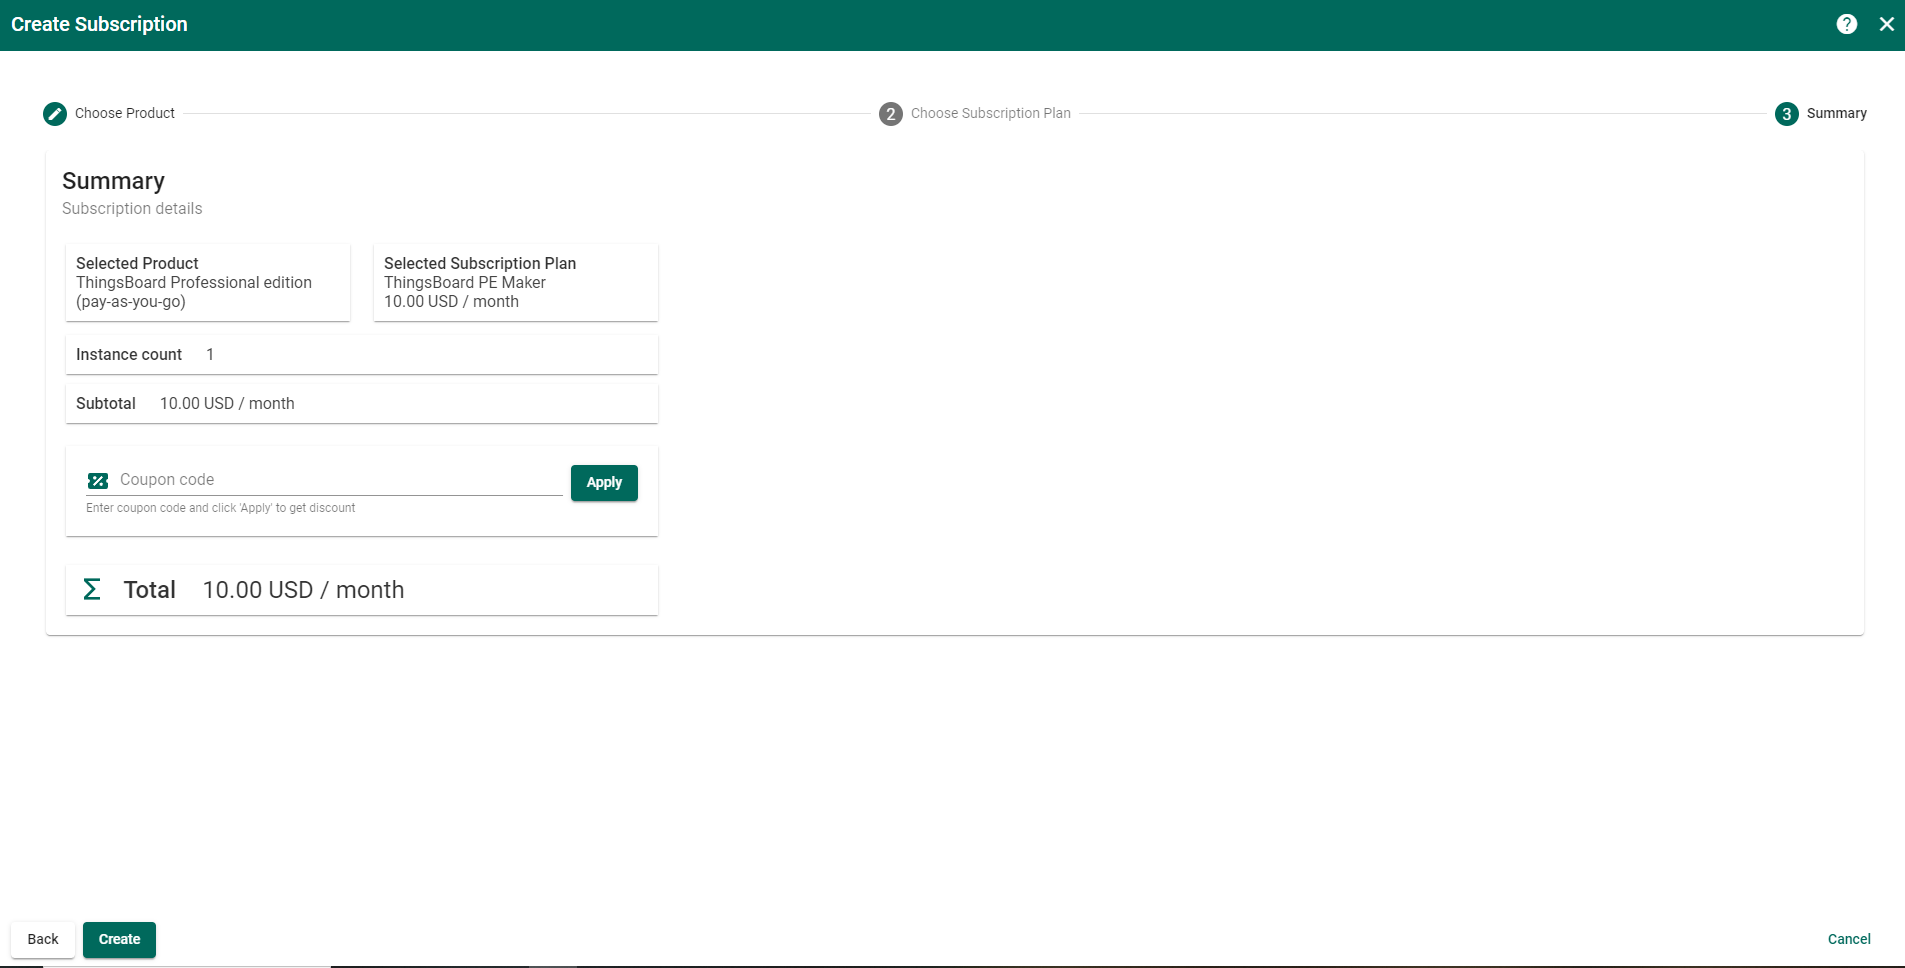 Create Subscription
?
Choose Product
2 Choose Subscription Plan
3 Summary
Summary
Subscription details
Selected Product
ThingsBoard Professional edition
(pay-as-you-go)
Selected Subscription Plan
ThingsBoard PE Maker
10.00 USD / month
Instance count 1
Subtotal 10.00 USD / month
Coupon code
Apply
Enter coupon code and click 'Apply' to get discount
Σ Total 10.00 USD / month
Back
Create
Cancel